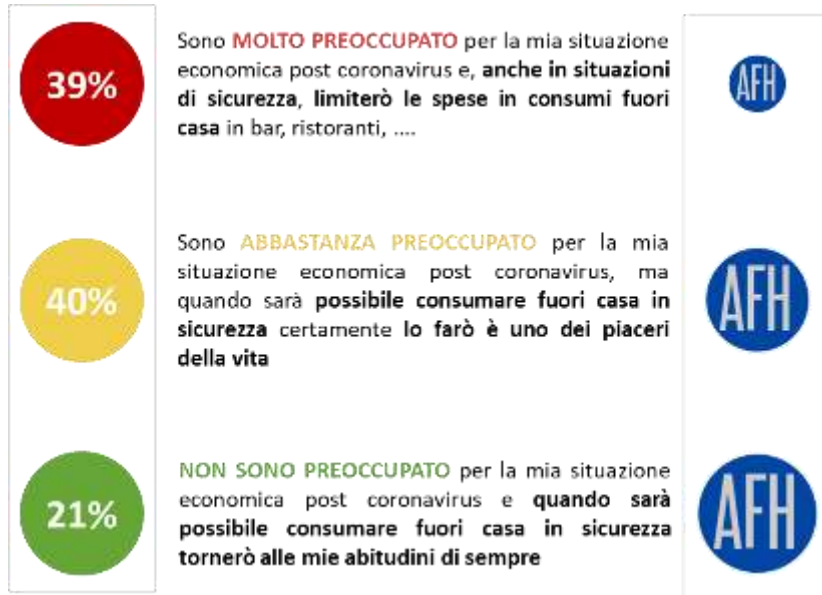 39%
Sono MOLTO PREOCCUPATO per la mia situazione
economica post coronavirus e, anche in situazioni
di sicurezza, limiterò le spese in consumi fuori
casa in bar, ristoranti, ....
AFH
40%
Sono ABBASTANZA PREOCCUPATO per la mia
situazione economica post coronavirus, ma
quando sarà possibile consumare fuori casa in
sicurezza certamente lo farò è uno dei piaceri
della vita
AFH
21%
NON SONO PREOCCUPATO per la mia situazione
economica post coronavirus e quando sarà
possibile consumare fuori casa in sicurezza
tornerò alle mie abitudini di sempre
AFH